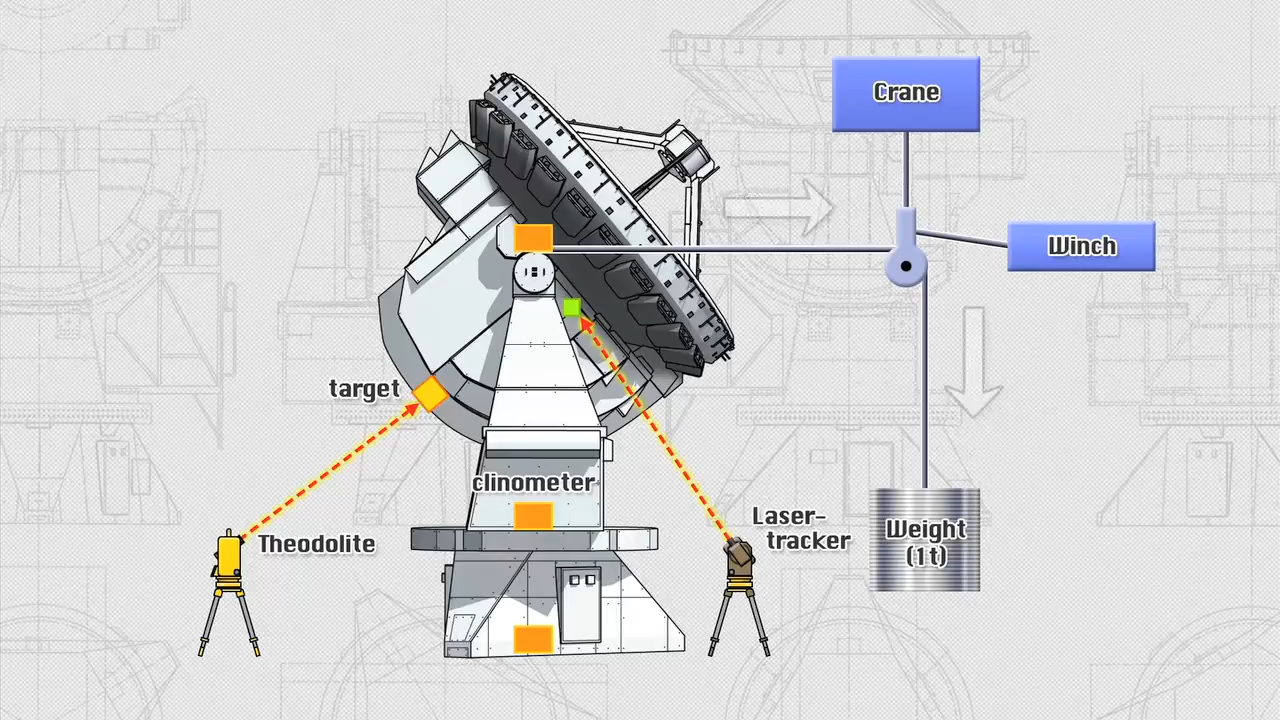 Crane
Winch
target
clinometer
Theodolite
Laser-
tracker
Weight
(1t)